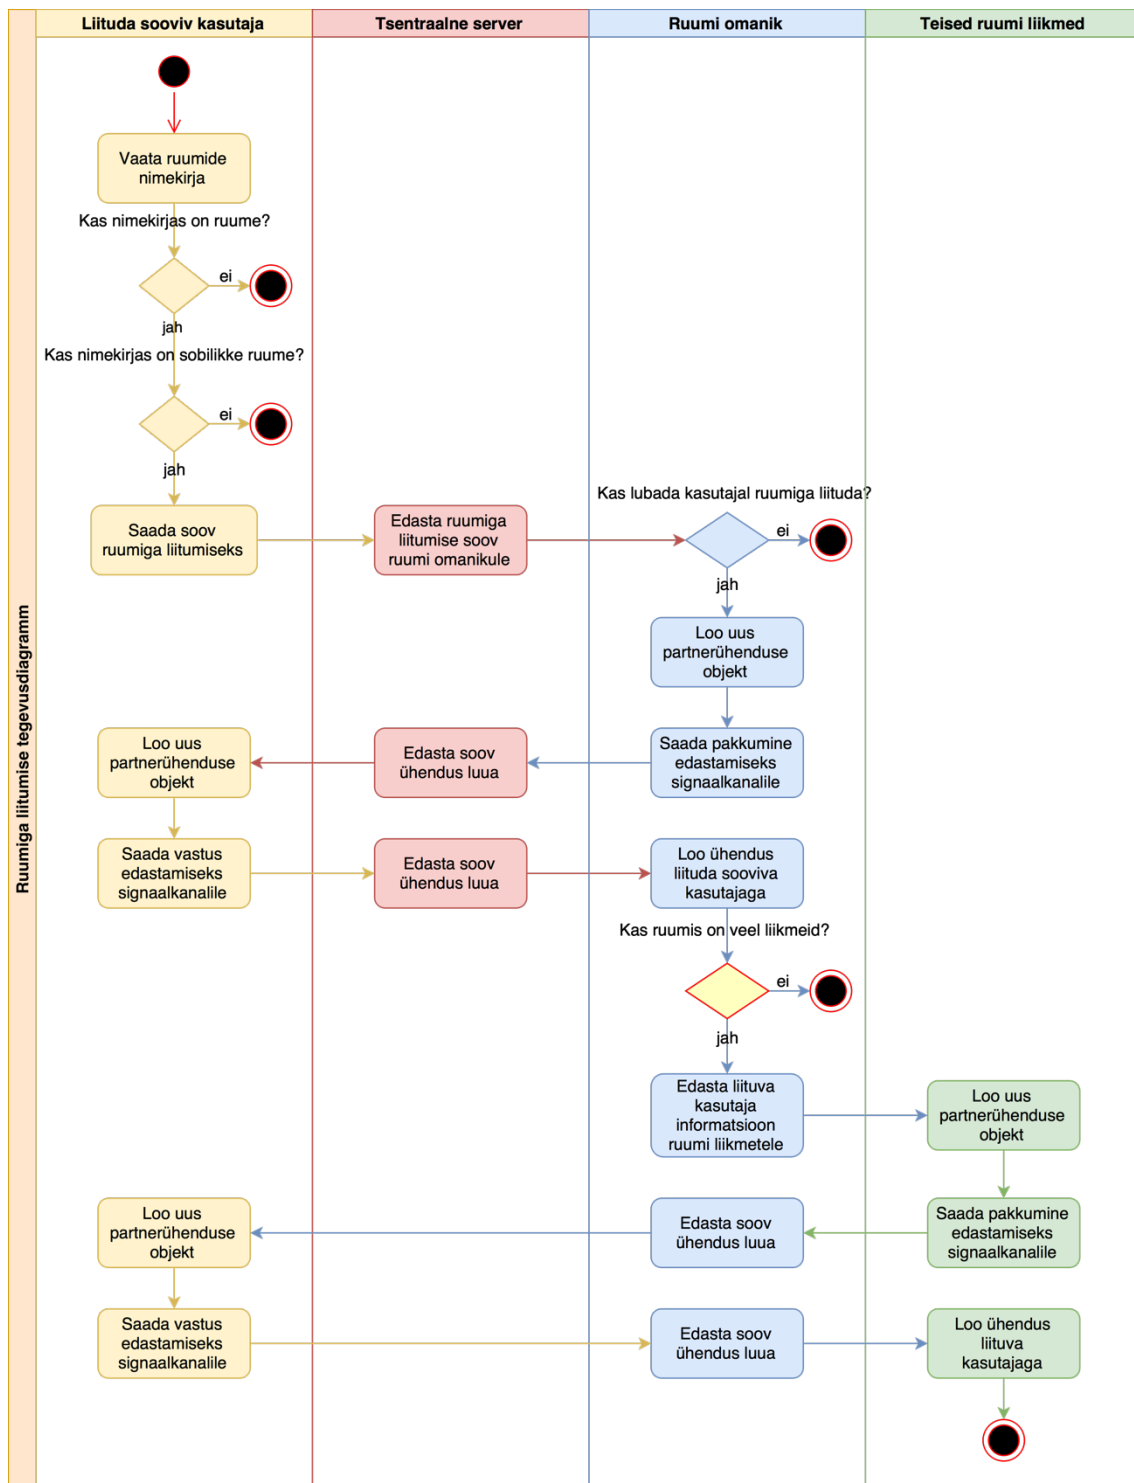 Liituda sooviv kasutaja
Tsentraalne server
Ruumi omanik
Teised ruumi liikmed
Ruumiga liitumise tegevusdiagramm
Vaata ruumide
nimekirja
Kas nimekirjas on ruume?
ei
jah
Kas nimekirjas on sobilikke ruume?
ei
jah
Saada soov
ruumiga liitumiseks
Edasta ruumiga
liitumise soov
ruumi omanikule
Kas lubada kasutajal ruumiga liituda?
ei
jah
Loo uus
partnerühenduse
objekt
Saada pakkumine
edastamiseks
signaalkanalile
Edasta soov
ühendus luua
Loo uus
partnerühenduse
objekt
Saada vastus
edastamiseks
signaalkanalile
Edasta soov
ühendus luua
Loo ühendus
liituda sooviva
kasutajaga
Kas ruumis on veel liikmeid?
ei
jah
Edasta liituva
kasutaja
informatsioon
ruumi liikmetele
Loo uus
partnerühenduse
objekt
Saada pakkumine
edastamiseks
signaalkanalile
Edasta soov
ühendus luua
Loo uus
partnerühenduse
objekt
Saada vastus
edastamiseks
signaalkanalile
Edasta soov
ühendus luua
Loo ühendus
liituva
kasutajaga